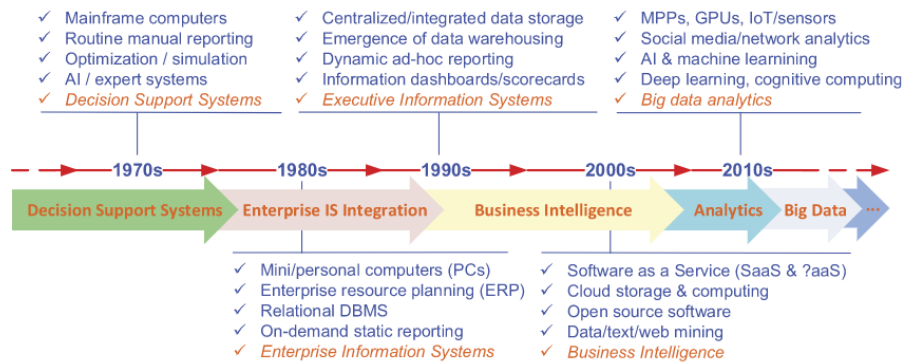 Mainframe computers
Routine manual reporting
Optimization / simulation
AI / expert systems
Decision Support Systems
Centralized/integrated data storage
Emergence of data warehousing
Dynamic ad-hoc reporting
Information dashboards/scorecards
Executive Information Systems
MPPs, GPUs, IoT/sensors
Social media/network analytics
AI & machine learnining
Deep learning, cognitive computing
Big data analytics
1970s 1980s 1990s 2000s 2010s
Decision Support Systems Enterprise IS Integration Business Intelligence Analytics Big Data ...
Mini/personal computers (PCs)
Enterprise resource planning (ERP)
Relational DBMS
On-demand static reporting
Enterprise Information Systems
Software as a Service (SaaS & ?aaS)
Cloud storage & computing
Open source software
Data/text/web mining
Business Intelligence